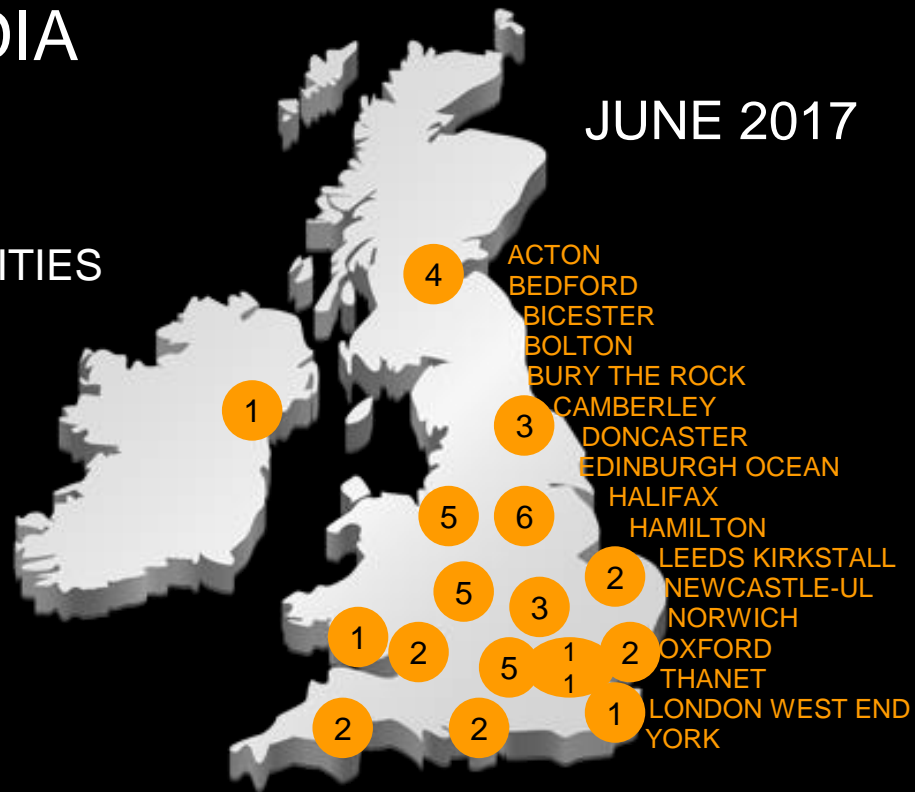 DIA
JUNE 2017
ITIES
ACTON
4
BEDFORD
BICESTER
BOLTON
BURY THE ROCK
1
CAMBERLEY
3
DONCASTER
EDINBURGH OCEAN
HALIFAX
5
6
HAMILTON
LEEDS KIRKSTALL
2
NEWCASTLE-UL
5
3
NORWICH
1
2
5
1
1
2
OXFORD
THANET
1
LONDON WEST END
2
2
YORK